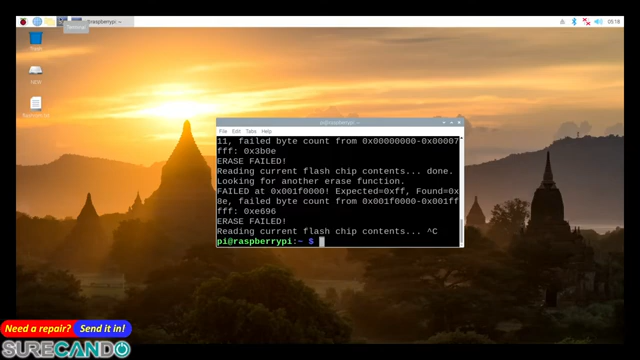 @raspberrypi: ~
05:18
pi@raspberrypi: ~
File Edit Tabs Help
11, failed byte count from 0x00000000-0x00007
fff: 0x3b0e
ERASE FAILED!
Reading current flash chip contents... done.
Looking for another erase function.
FAILED at 0x001f0000! Expected=0xff, Found=0x
8e, failed byte count from 0x001f0000-0x001ff
fff: 0xe696
ERASE FAILED!
Reading current flash chip contents... ^C
pi@raspberrypi:~ $
NEW
Need a repair? Send it in!
SURECANDO